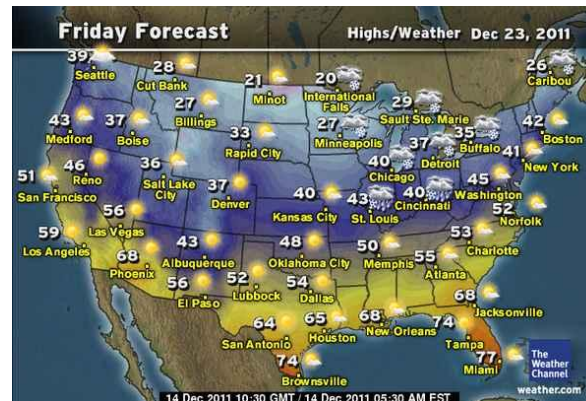 Friday Forecast
Highs/Weather Dec 23, 2011
39
Seattle
28
Cut Bank
21
Minot
20
International
Falls
26
Caribou
27
Billings
29
Sault Ste. Marie
43
Medford
37
Boise
33
Rapid City
27
Minneapolis
35
Buffalo
42
Boston
37
Detroit
41
New York
46
Reno
36
Salt Lake
City
40
Chicago
51
San Francisco
37
Denver
40
Kansas City
43
St. Louis
40
Cincinnati
45
Washington
52
Norfolk
56
Las Vegas
59
Los Angeles
68
Phoenix
43
Albuquerque
48
Oklahoma City
50
Memphis
53
Charlotte
55
Atlanta
56
El Paso
52
Lubbock
54
Dallas
68
Jacksonville
64
San Antonio
65
Houston
68
New Orleans
74
Tampa
74
Brownsville
77
Miami
The
Weather
Channel
weather.com
14 Dec 2011 10:30 GMT / 14 Dec 2011 05:30 AM EST